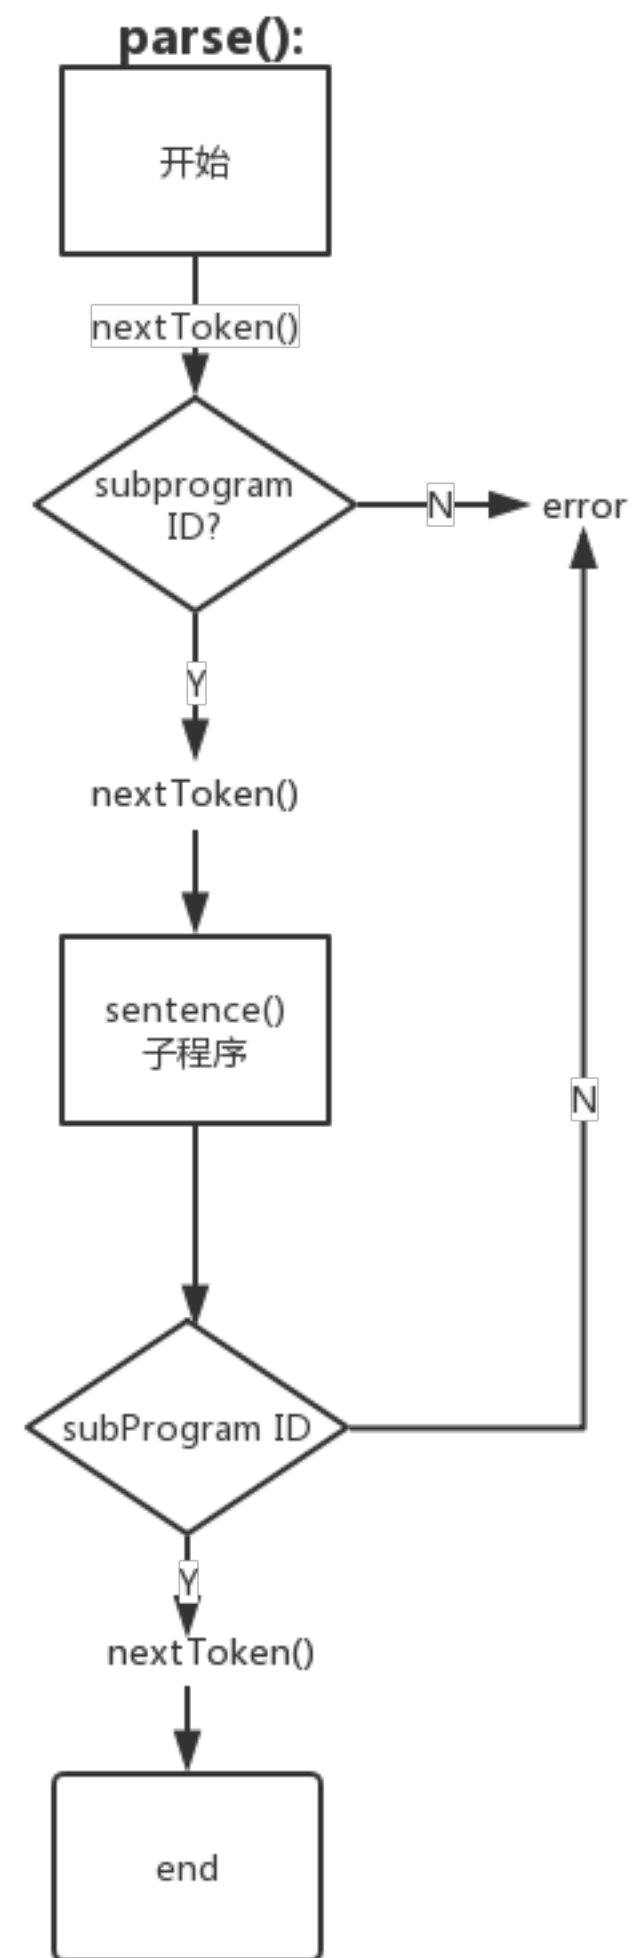 parse():
开始
nextToken()
subprogram
ID?
N
error
Y
nextToken()
sentence()
子程序
N
subProgram ID
Y
nextToken()
end